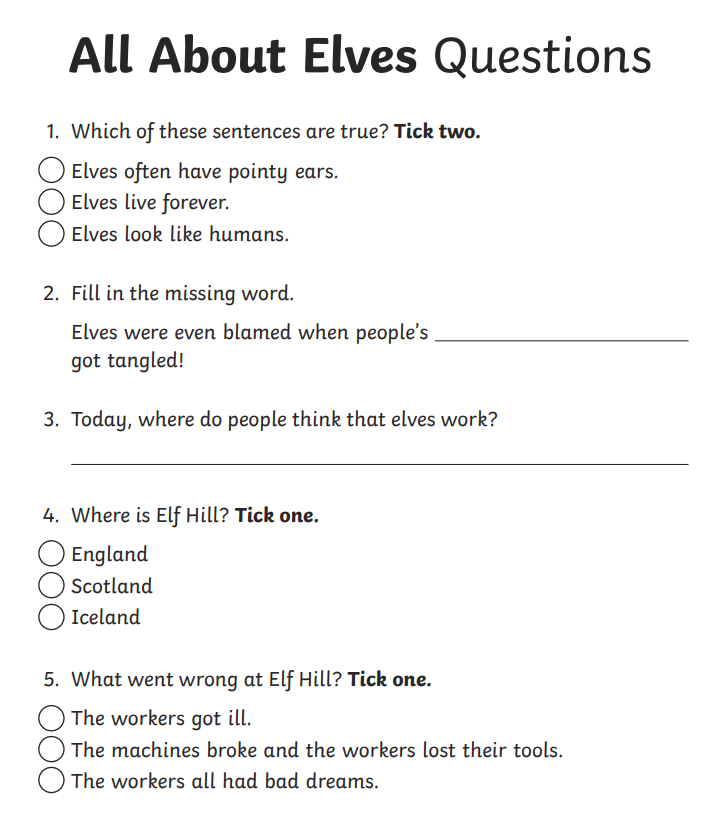 All About Elves Questions
1. Which of these sentences are true? Tick two.
Elves often have pointy ears.
Elves live forever.
Elves look like humans.
2. Fill in the missing word.
Elves were even blamed when people’s
got tangled!
3. Today, where do people think that elves work?
4. Where is Elf Hill? Tick one.
England
Scotland
Iceland
5. What went wrong at Elf Hill? Tick one.
The workers got ill.
The machines broke and the workers lost their tools.
The workers all had bad dreams.